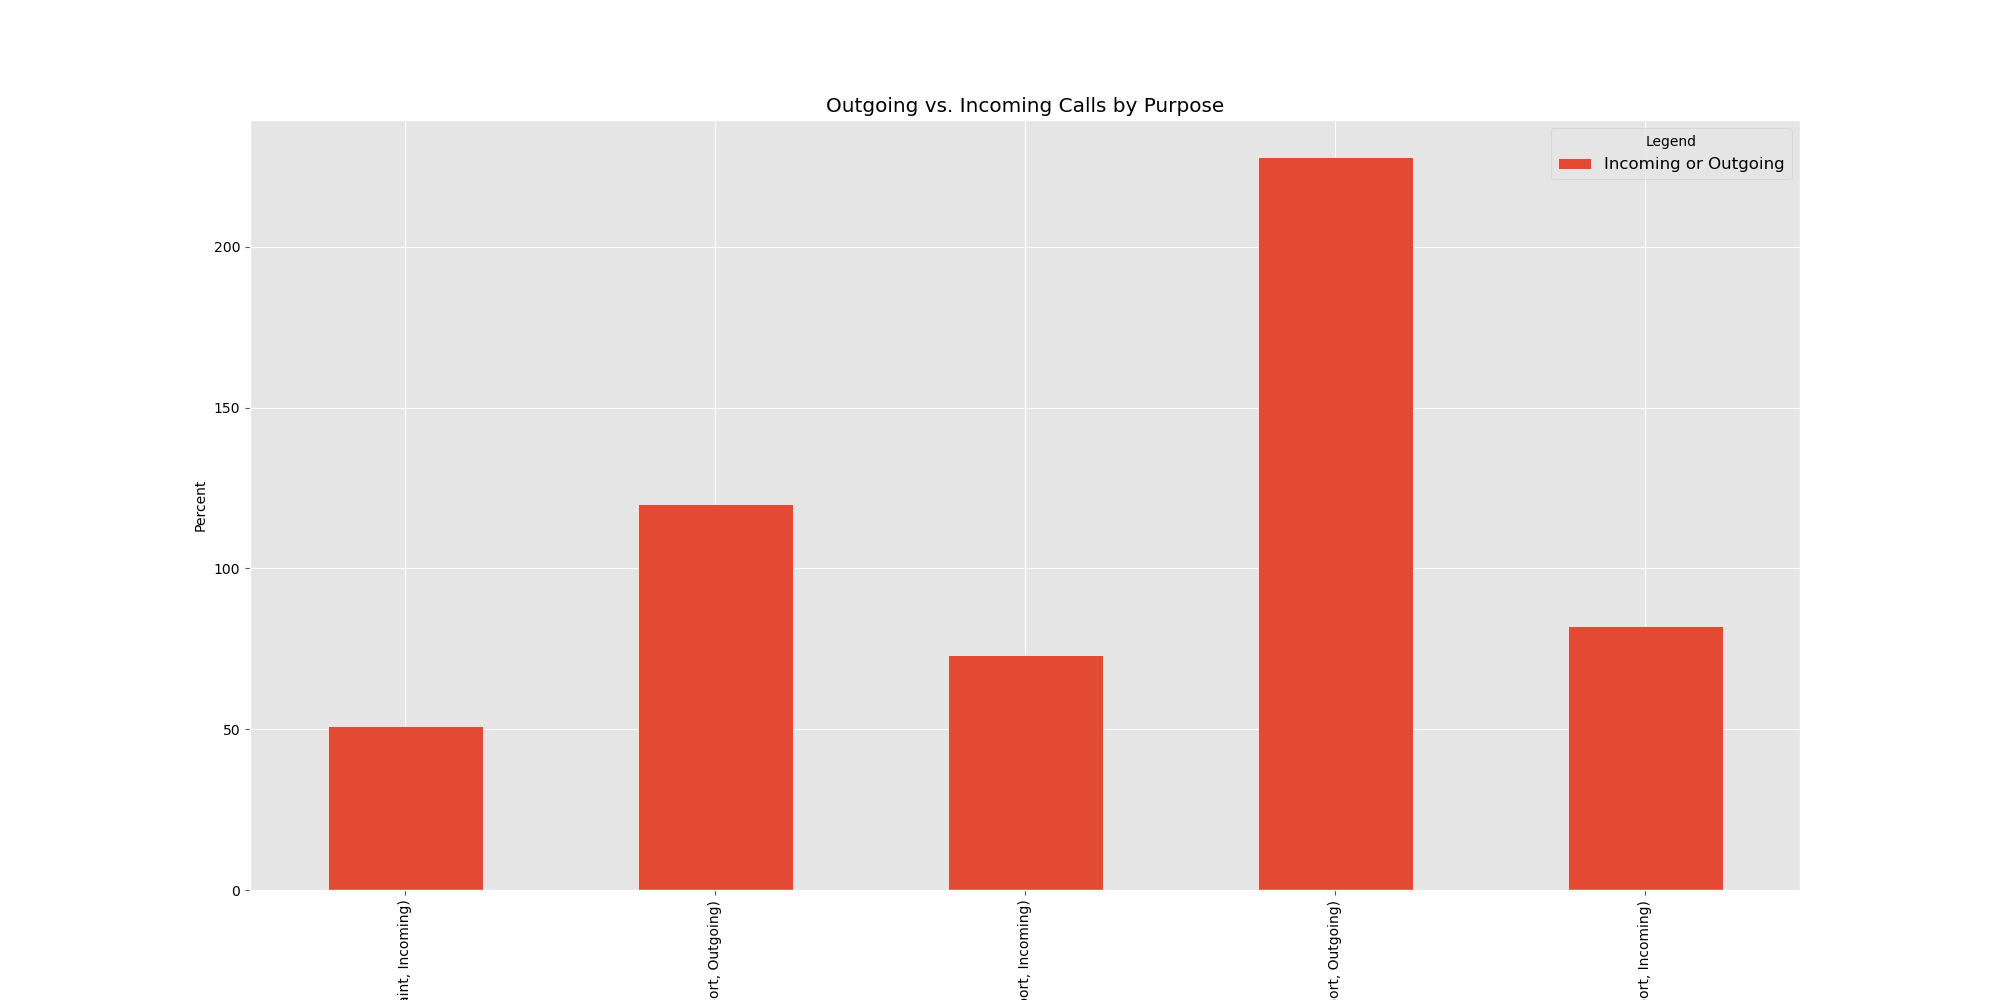 Outgoing vs. Incoming Calls by Purpose
Legend
Incoming or Outgoing
200
150
100
50
0
Percent
aint, Incoming)
ort, Outgoing)
port, Incoming)
ort, Outgoing)
ort, Incoming)